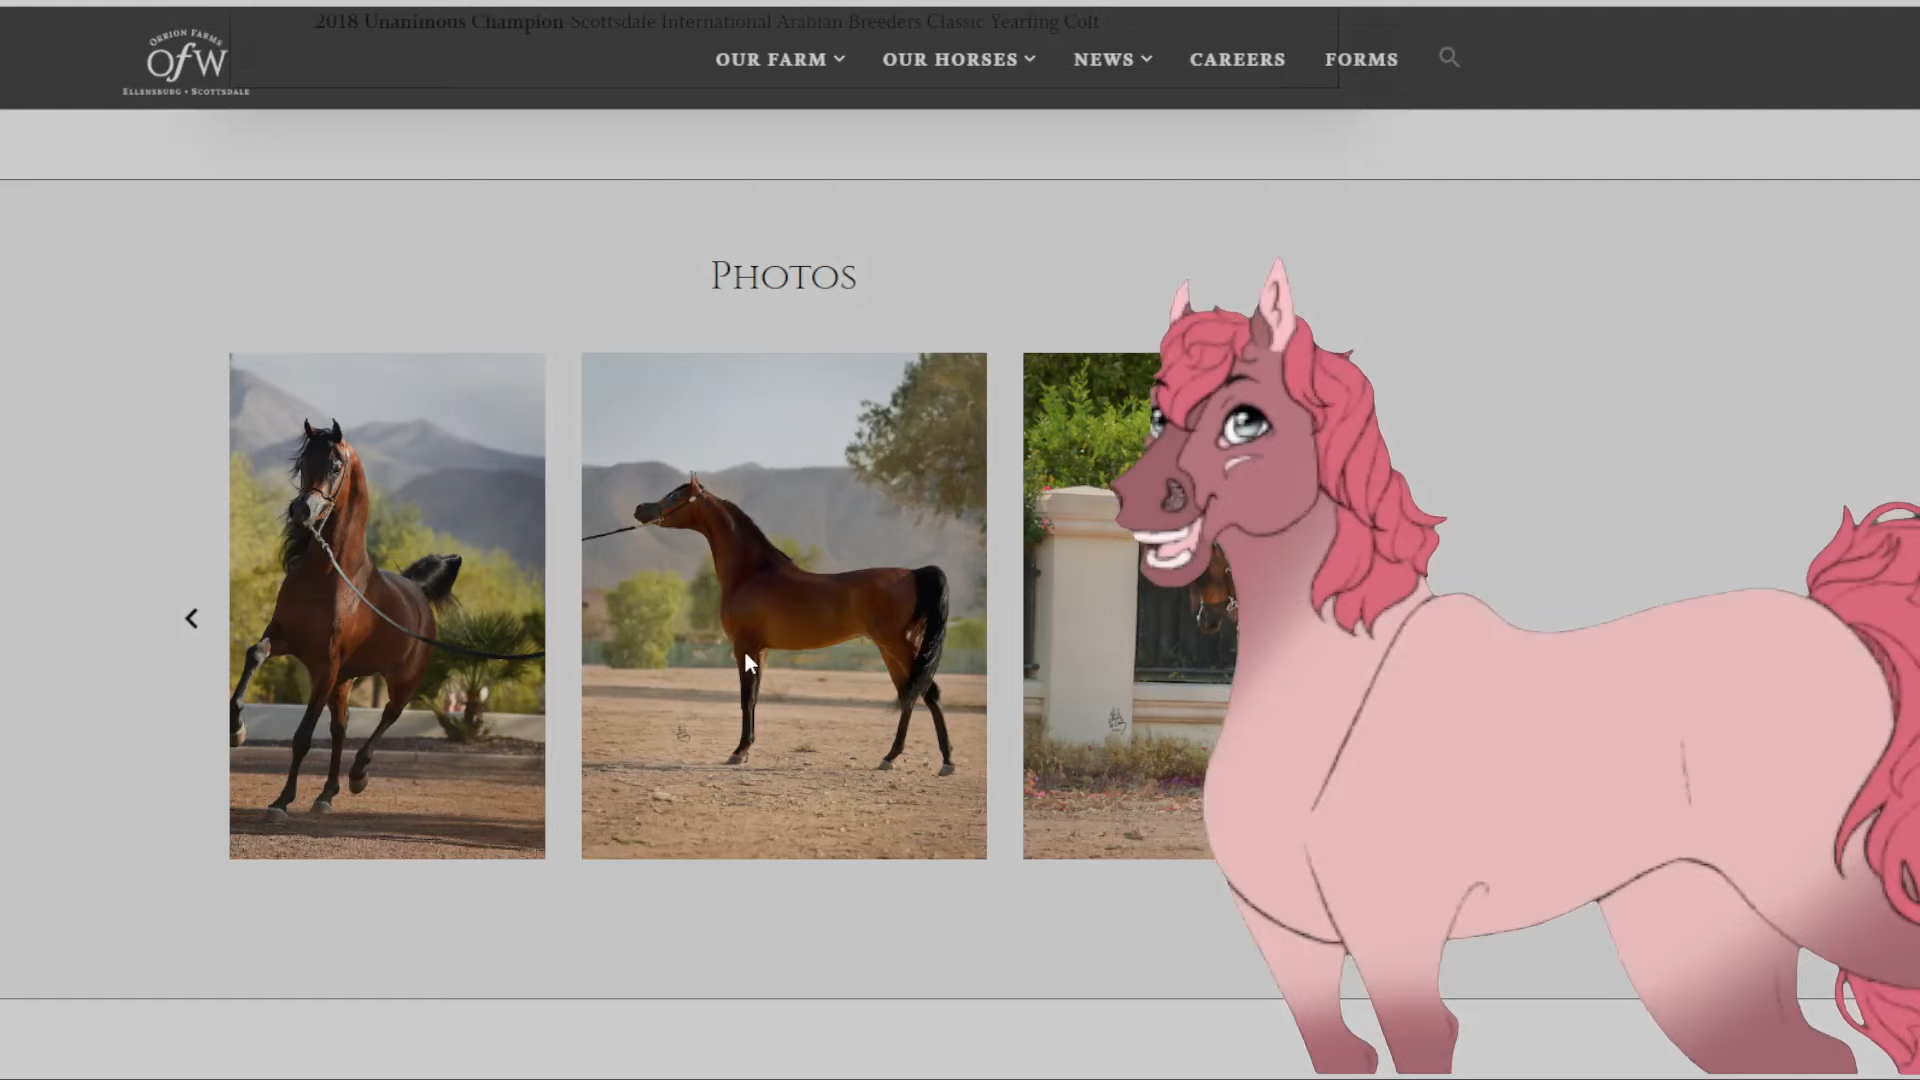 2018 Unanimous Champion Scottsdale International Arabian Breeders Classic Yearling Colt
ORRION FARMS
OFW
ELLENSBURG • SCOTTSDALE
OUR FARM
OUR HORSES
NEWS
CAREERS
FORMS
PHOTOS